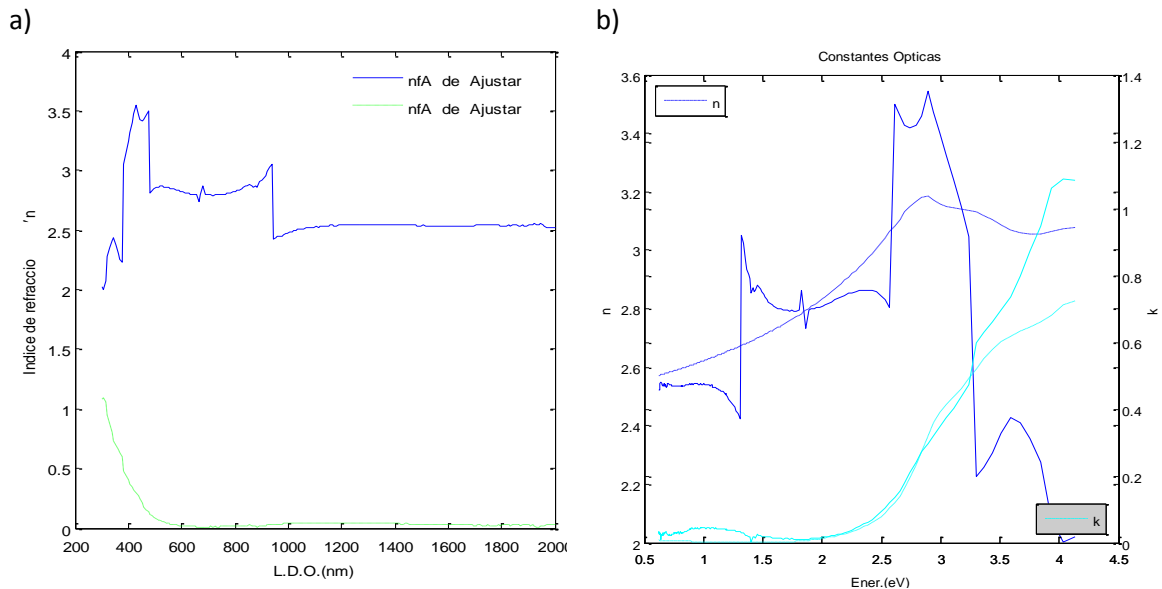 a)
4
3.5
3
2.5
2
1.5
1
0.5
0
Indice de refraccio ´n
nfA de Ajustar
nfA de Ajustar
200 400 600 800 1000 1200 1400 1600 1800 2000
L.D.O.(nm)
b)
Constantes Opticas
3.6
3.4
3.2
3
2.8
2.6
2.4
2.2
2
n
n
1.4
1.2
1
0.8
0.6
0.4
0.2
0
k
k
0.5 1 1.5 2 2.5 3 3.5 4 4.5
Ener.(eV)